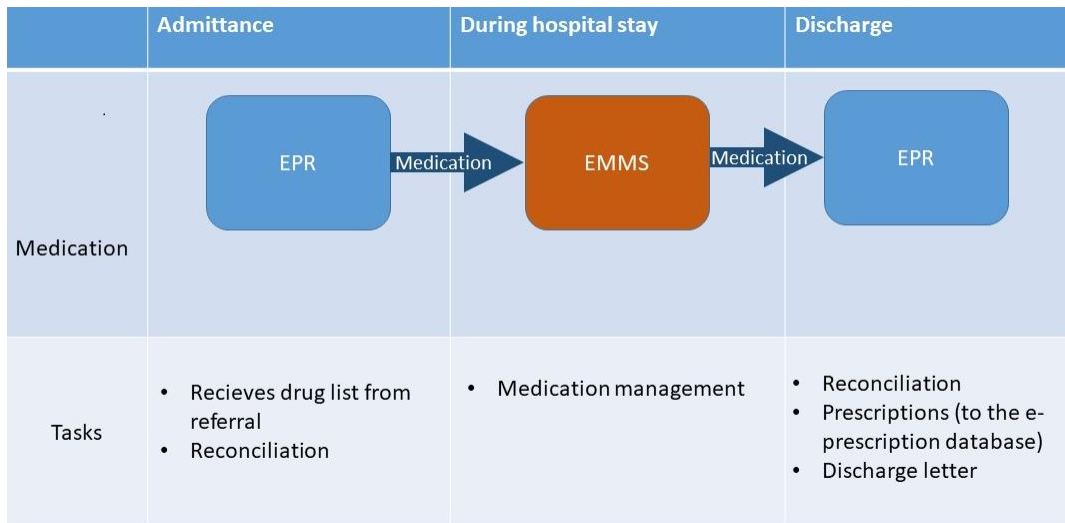 Admittance
During hospital stay
Discharge
Medication
EPR
Medication
EMMS
Medication
EPR
Tasks
• Recieves drug list from
referral
• Reconciliation
• Medication management
• Reconciliation
• Prescriptions (to the e-
prescription database)
• Discharge letter